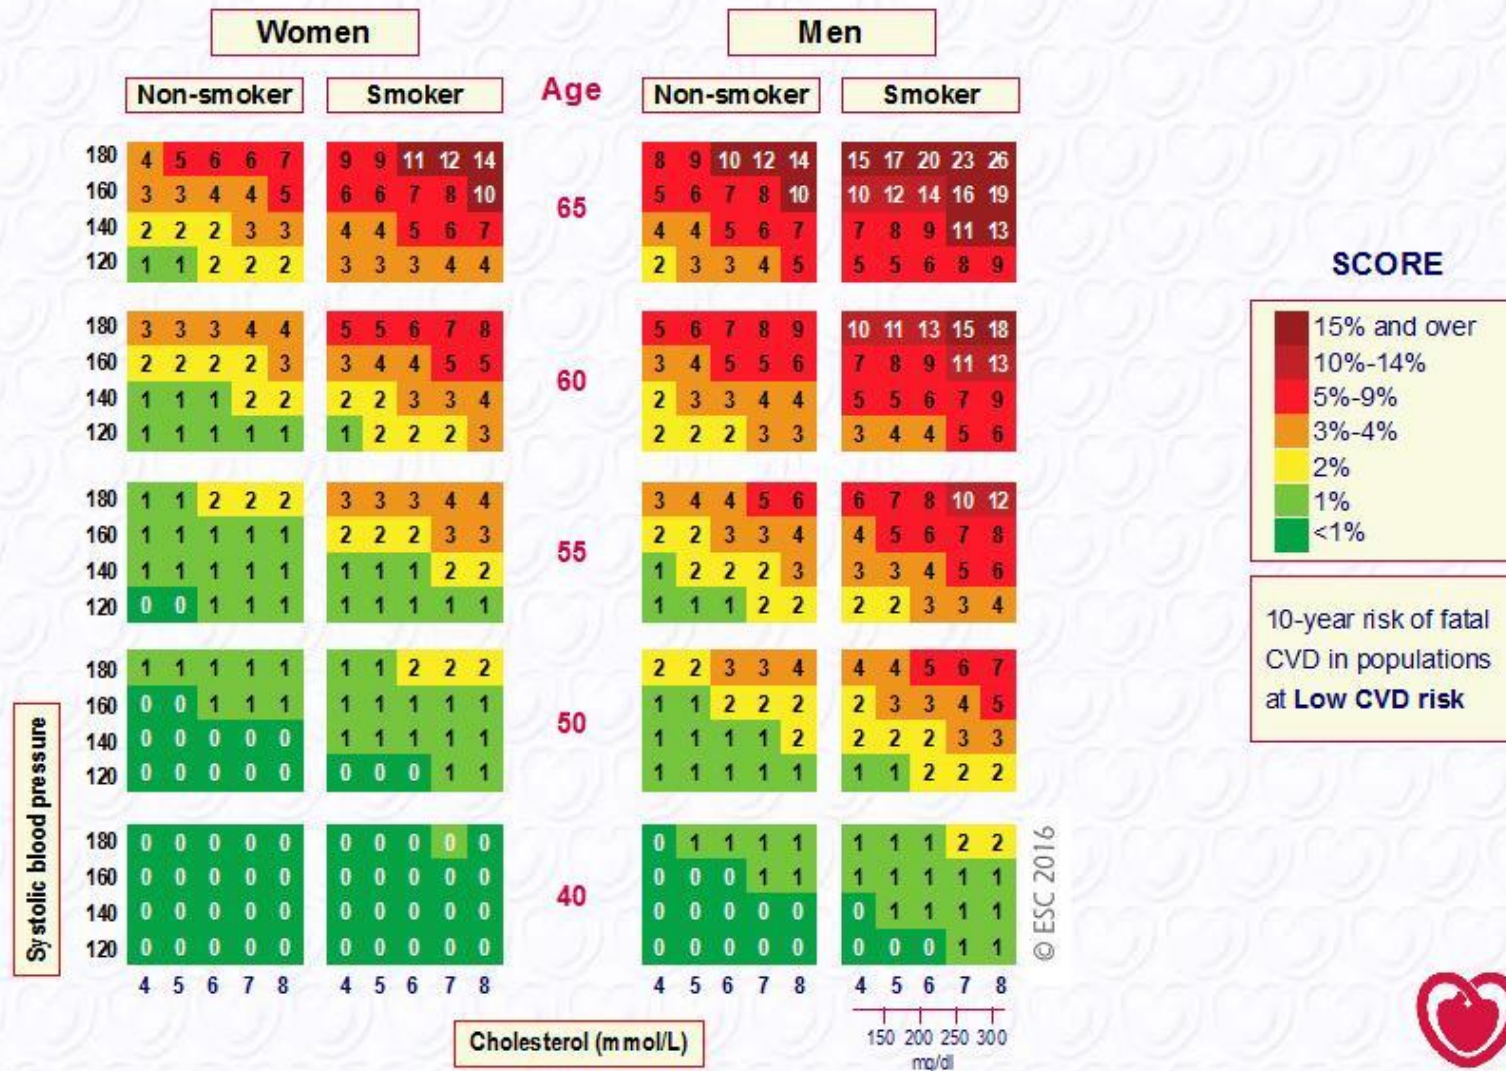 Women Men
Non-smoker Smoker Age Non-smoker Smoker
180 4 5 6 6 7 9 9 11 12 14 8 9 10 12 14 15 17 20 23 26
160 3 3 4 4 5 6 6 7 8 10 5 6 7 8 10 10 12 14 16 19
65
140 2 2 2 3 3 4 4 5 6 7 4 4 5 6 7 7 8 9 11 13
120 1 1 2 2 2 3 3 3 4 4 2 3 3 4 5 5 5 6 8 9
180 3 3 3 4 4 5 5 6 7 8 5 6 7 8 9 10 11 13 15 18
160 2 2 2 2 3 3 4 4 5 5 3 4 5 5 6 7 8 9 11 13
60
140 1 1 1 2 2 2 2 3 3 4 2 3 3 4 4 5 5 6 7 9
120 1 1 1 1 1 1 2 2 2 3 2 2 2 3 3 3 4 4 5 6
180 1 1 2 2 2 3 3 3 4 4 3 4 4 5 6 6 7 8 10 12
160 1 1 1 1 1 2 2 2 3 3 2 2 3 3 4 4 5 6 7 8
55
140 1 1 1 1 1 1 1 1 2 2 1 2 2 2 3 3 3 4 5 6
120 0 0 1 1 1 1 1 1 1 1 1 1 1 2 2 2 2 3 3 4
180 1 1 1 1 1 1 1 2 2 2 2 2 3 3 4 4 4 5 6 7
160 0 0 1 1 1 1 1 1 1 1 1 1 2 2 2 2 3 3 4 5
50
140 0 0 0 0 0 1 1 1 1 1 1 1 1 1 2 2 2 2 3 3
120 0 0 0 0 0 0 0 0 1 1 1 1 1 1 1 1 1 2 2 2
180 0 0 0 0 0 0 0 0 0 0 0 1 1 1 1 1 1 1 2 2
160 0 0 0 0 0 0 0 0 0 0 0 0 0 1 1 1 1 1 1 1
40
140 0 0 0 0 0 0 0 0 0 0 0 0 0 0 0 0 1 1 1 1
120 0 0 0 0 0 0 0 0 0 0 0 0 0 0 0 0 0 0 1 1
4 5 6 7 8 4 5 6 7 8 4 5 6 7 8 4 5 6 7 8
150 200 250 300
mg/dl
Cholesterol (mmol/L)
Systolic blood pressure
© ESC 2016
SCORE
15% and over
10%-14%
5%-9%
3%-4%
2%
1%
<1%
10-year risk of fatal
CVD in populations
at Low CVD risk